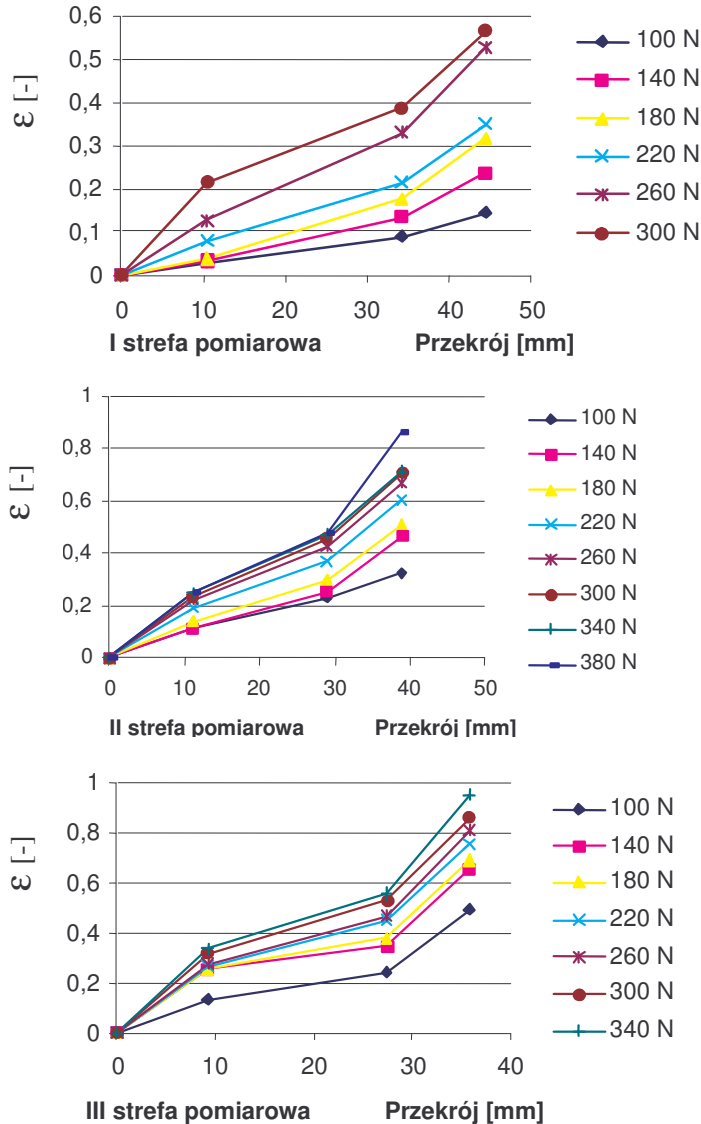 0,6
0,5
0,4
0,3
0,2
0,1
0
ε [-]
0 10 20 30 40 50
I strefa pomiarowa Przekrój [mm]
100 N
140 N
180 N
220 N
260 N
300 N
1
0,8
0,6
0,4
0,2
0
ε [-]
0 10 20 30 40 50
II strefa pomiarowa Przekrój [mm]
100 N
140 N
180 N
220 N
260 N
300 N
340 N
380 N
1
0,8
0,6
0,4
0,2
0
ε [-]
0 10 20 30 40
III strefa pomiarowa Przekrój [mm]
100 N
140 N
180 N
220 N
260 N
300 N
340 N